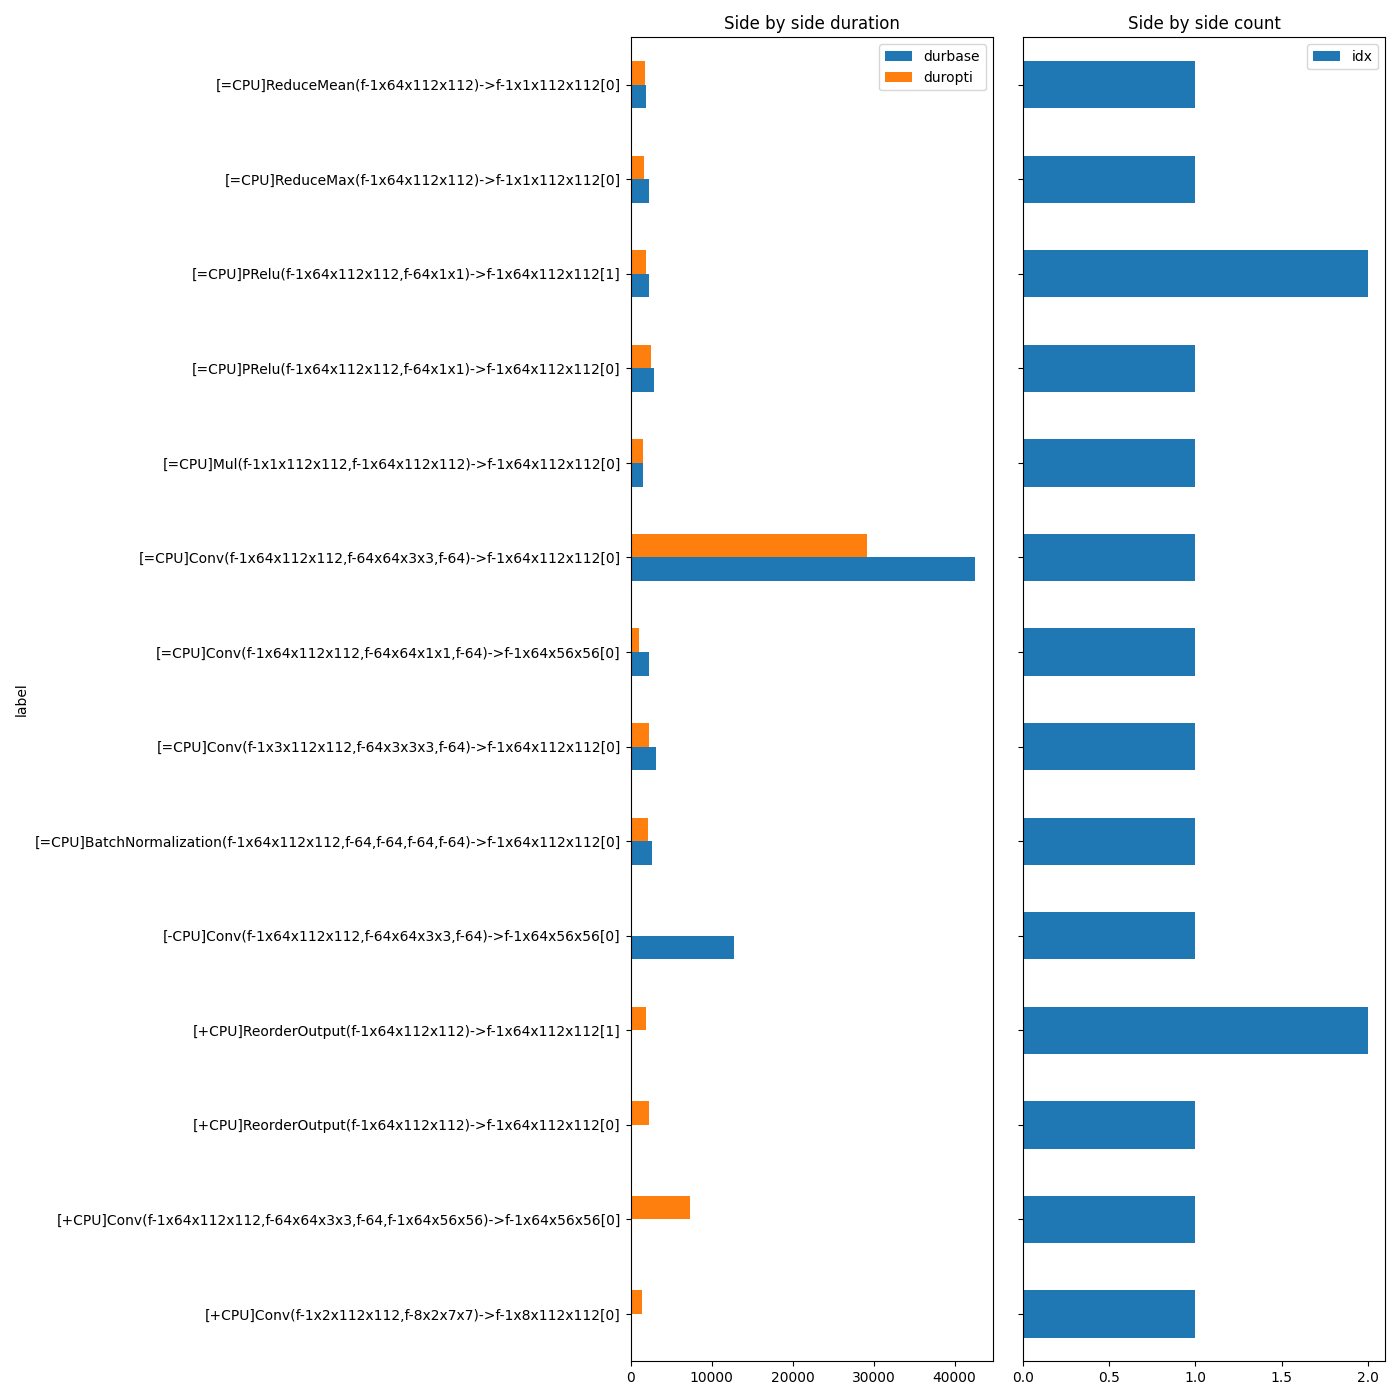 Side by side duration
Side by side count
durbase
duropti
idx
label
[=CPU]ReduceMean(f-1x64x112x112)->f-1x1x112x112[0]
[=CPU]ReduceMax(f-1x64x112x112)->f-1x1x112x112[0]
[=CPU]PRelu(f-1x64x112x112,f-64x1x1)->f-1x64x112x112[1]
[=CPU]PRelu(f-1x64x112x112,f-64x1x1)->f-1x64x112x112[0]
[=CPU]Mul(f-1x1x112x112,f-1x64x112x112)->f-1x64x112x112[0]
[=CPU]Conv(f-1x64x112x112,f-64x64x3x3,f-64)->f-1x64x112x112[0]
[=CPU]Conv(f-1x64x112x112,f-64x64x1x1,f-64)->f-1x64x56x56[0]
[=CPU]Conv(f-1x3x112x112,f-64x3x3x3,f-64)->f-1x64x112x112[0]
[=CPU]BatchNormalization(f-1x64x112x112,f-64,f-64,f-64,f-64)->f-1x64x112x112[0]
[-CPU]Conv(f-1x64x112x112,f-64x64x3x3,f-64)->f-1x64x56x56[0]
[+CPU]ReorderOutput(f-1x64x112x112)->f-1x64x112x112[1]
[+CPU]ReorderOutput(f-1x64x112x112)->f-1x64x112x112[0]
[+CPU]Conv(f-1x64x112x112,f-64x64x3x3,f-64,f-1x64x56x56)->f-1x64x56x56[0]
[+CPU]Conv(f-1x2x112x112,f-8x2x7x7)->f-1x8x112x112[0]
0 10000 20000 30000 40000
0.0 0.5 1.0 1.5 2.0